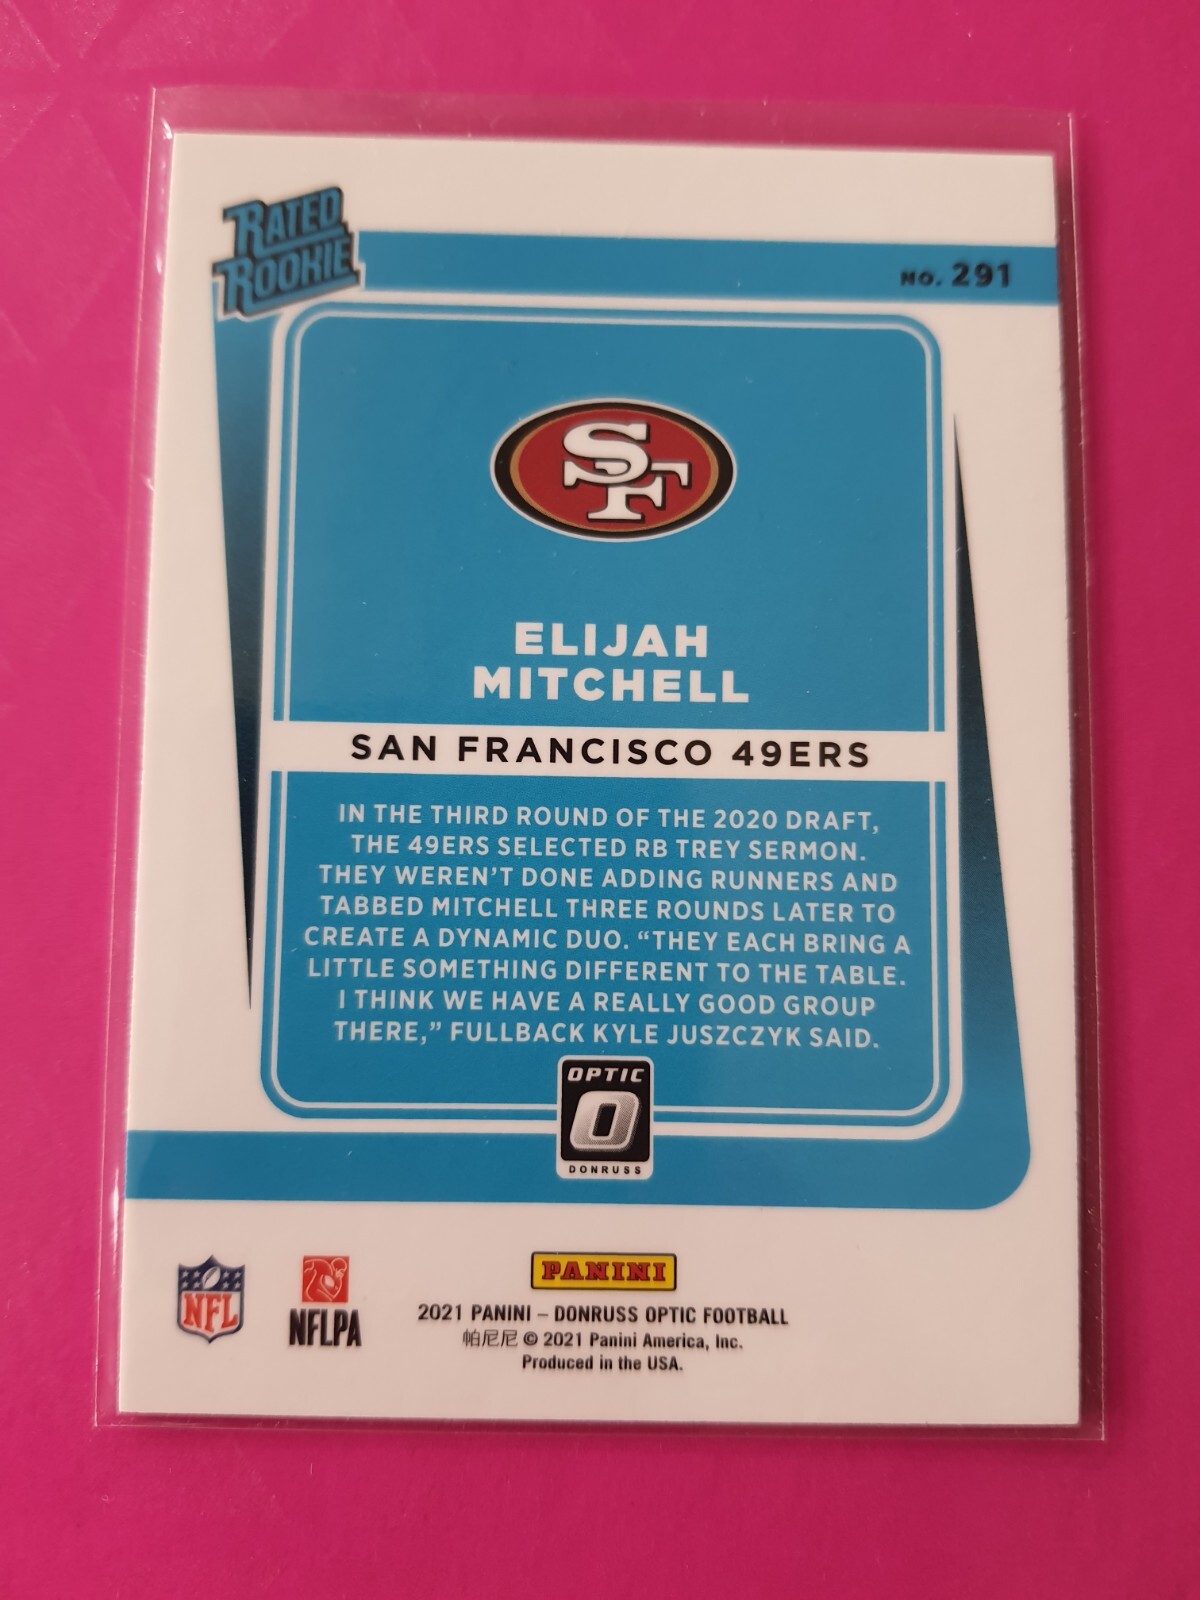 RATED
ROOKIE
NO. 291
SF
ELIJAH
MITCHELL
SAN FRANCISCO 49ERS
IN THE THIRD ROUND OF THE 2020 DRAFT,
THE 49ERS SELECTED RB TREY SERMON.
THEY WEREN'T DONE ADDING RUNNERS AND
TABBED MITCHELL THREE ROUNDS LATER TO
CREATE A DYNAMIC DUO. “THEY EACH BRING A
LITTLE SOMETHING DIFFERENT TO THE TABLE.
I THINK WE HAVE A REALLY GOOD GROUP
THERE,” FULLBACK KYLE JUSZCZYK SAID.
OPTIC
O
DONRUSS
NFL
NFLPA
PANINI
2021 PANINI – DONRUSS OPTIC FOOTBALL
帕尼尼 © 2021 Panini America, Inc.
Produced in the USA.